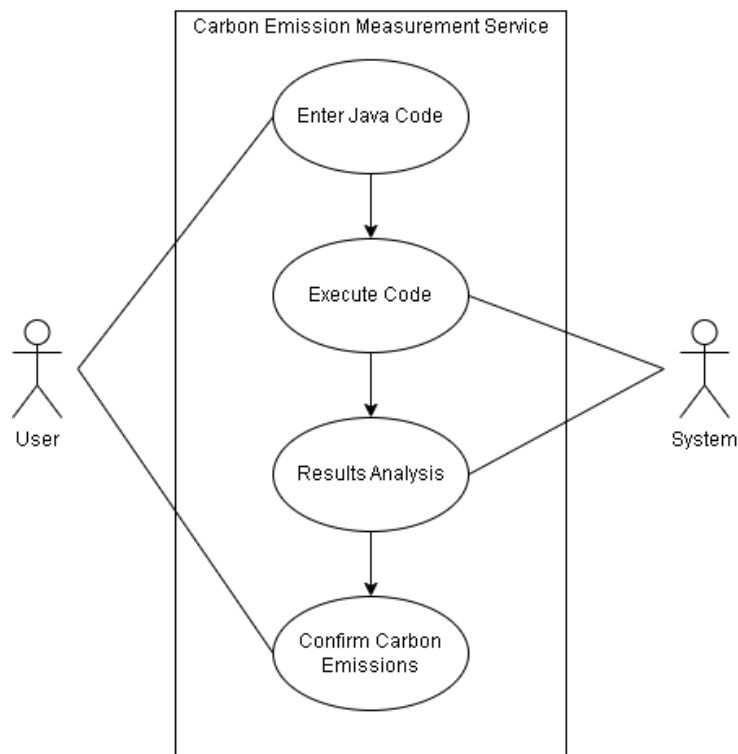 Carbon Emission Measurement Service
Enter Java Code
Execute Code
User
System
Results Analysis
Confirm Carbon
Emissions